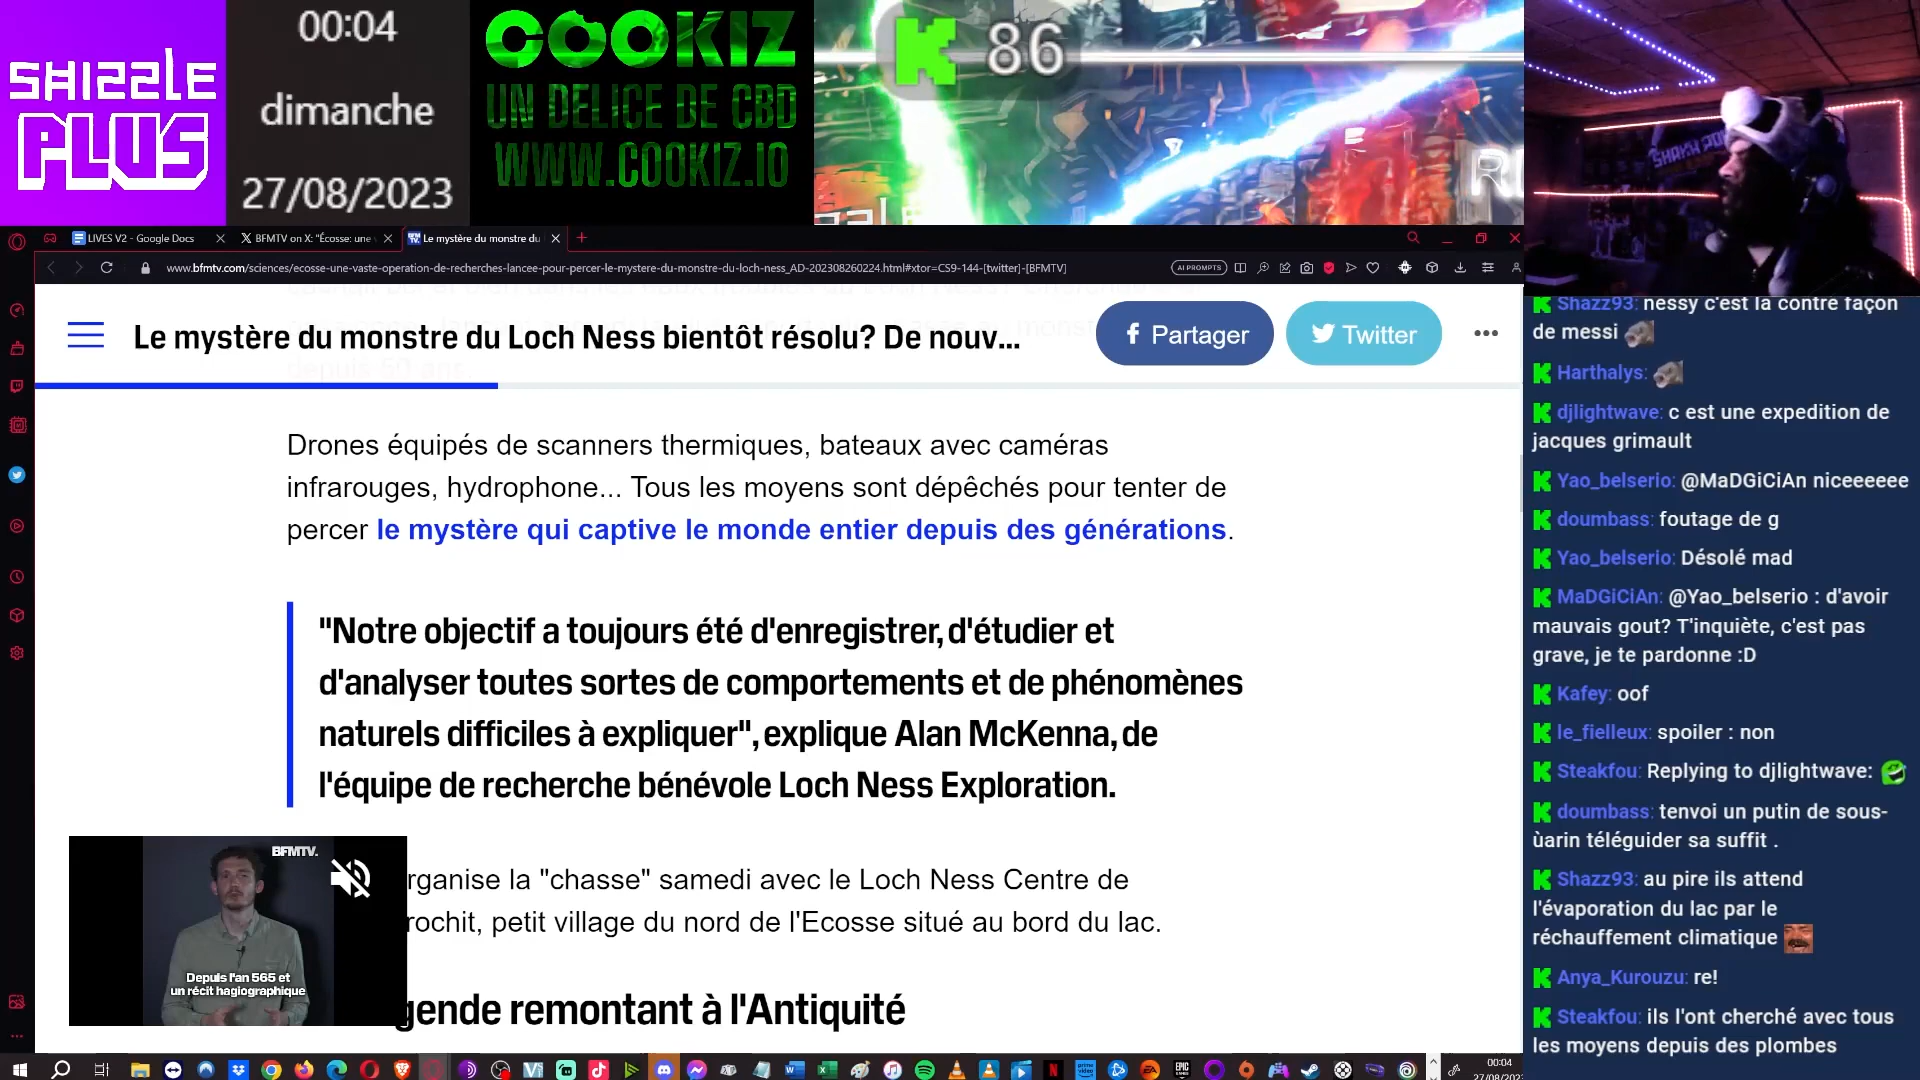 SHIZZLE
PLUS
00:04
dimanche
27/08/2023
COOKIZ
UN DELICE DE CBD
WWW.COOKIZ.IO
86
LIVES V2 - Google Docs
BFMTV on X: "Écosse: une
Le mystère du monstre du
www.bfmtv.com/sciences/ecosse-une-vaste-operation-de-recherches-lancee-pour-percer-le-mystere-du-monstre-du-loch-ness_AD-202308260224.html#xtor=CS9-144-[twitter]-[BFMTV]
AI PROMPTS
Le mystère du monstre du Loch Ness bientôt résolu? De nouv...
Partager
Twitter
depuis 50 ans.
Drones équipés de scanners thermiques, bateaux avec caméras
infrarouges, hydrophone... Tous les moyens sont dépêchés pour tenter de
percer le mystère qui captive le monde entier depuis des générations.
"Notre objectif a toujours été d'enregistrer, d'étudier et
d'analyser toutes sortes de comportements et de phénomènes
naturels difficiles à expliquer", explique Alan McKenna, de
l'équipe de recherche bénévole Loch Ness Exploration.
rganise la "chasse" samedi avec le Loch Ness Centre de
rochit, petit village du nord de l'Ecosse situé au bord du lac.
gende remontant à l'Antiquité
BFMTV.
Depuis l'an 565 et
un récit hagiographique
Shazz93: nessy c'est la contre façon
de messi
Harthalys:
djlightwave: c est une expedition de
jacques grimault
Yao_belserio: @MaDGiCiAn niceeeeee
doumbass: foutage de g
Yao_belserio: Désolé mad
MaDGiCiAn: @Yao_belserio : d'avoir
mauvais gout? T'inquiète, c'est pas
grave, je te pardonne :D
Kafey: oof
le_fielleux: spoiler : non
Steakfou: Replying to djlightwave:
doumbass: tenvoi un putin de sous-
ùarin téléguider sa suffit .
Shazz93: au pire ils attend
l'évaporation du lac par le
réchauffement climatique
Anya_Kurouzu: re!
Steakfou: ils l'ont cherché avec tous
les moyens depuis des plombes
00:04
27/08/2023